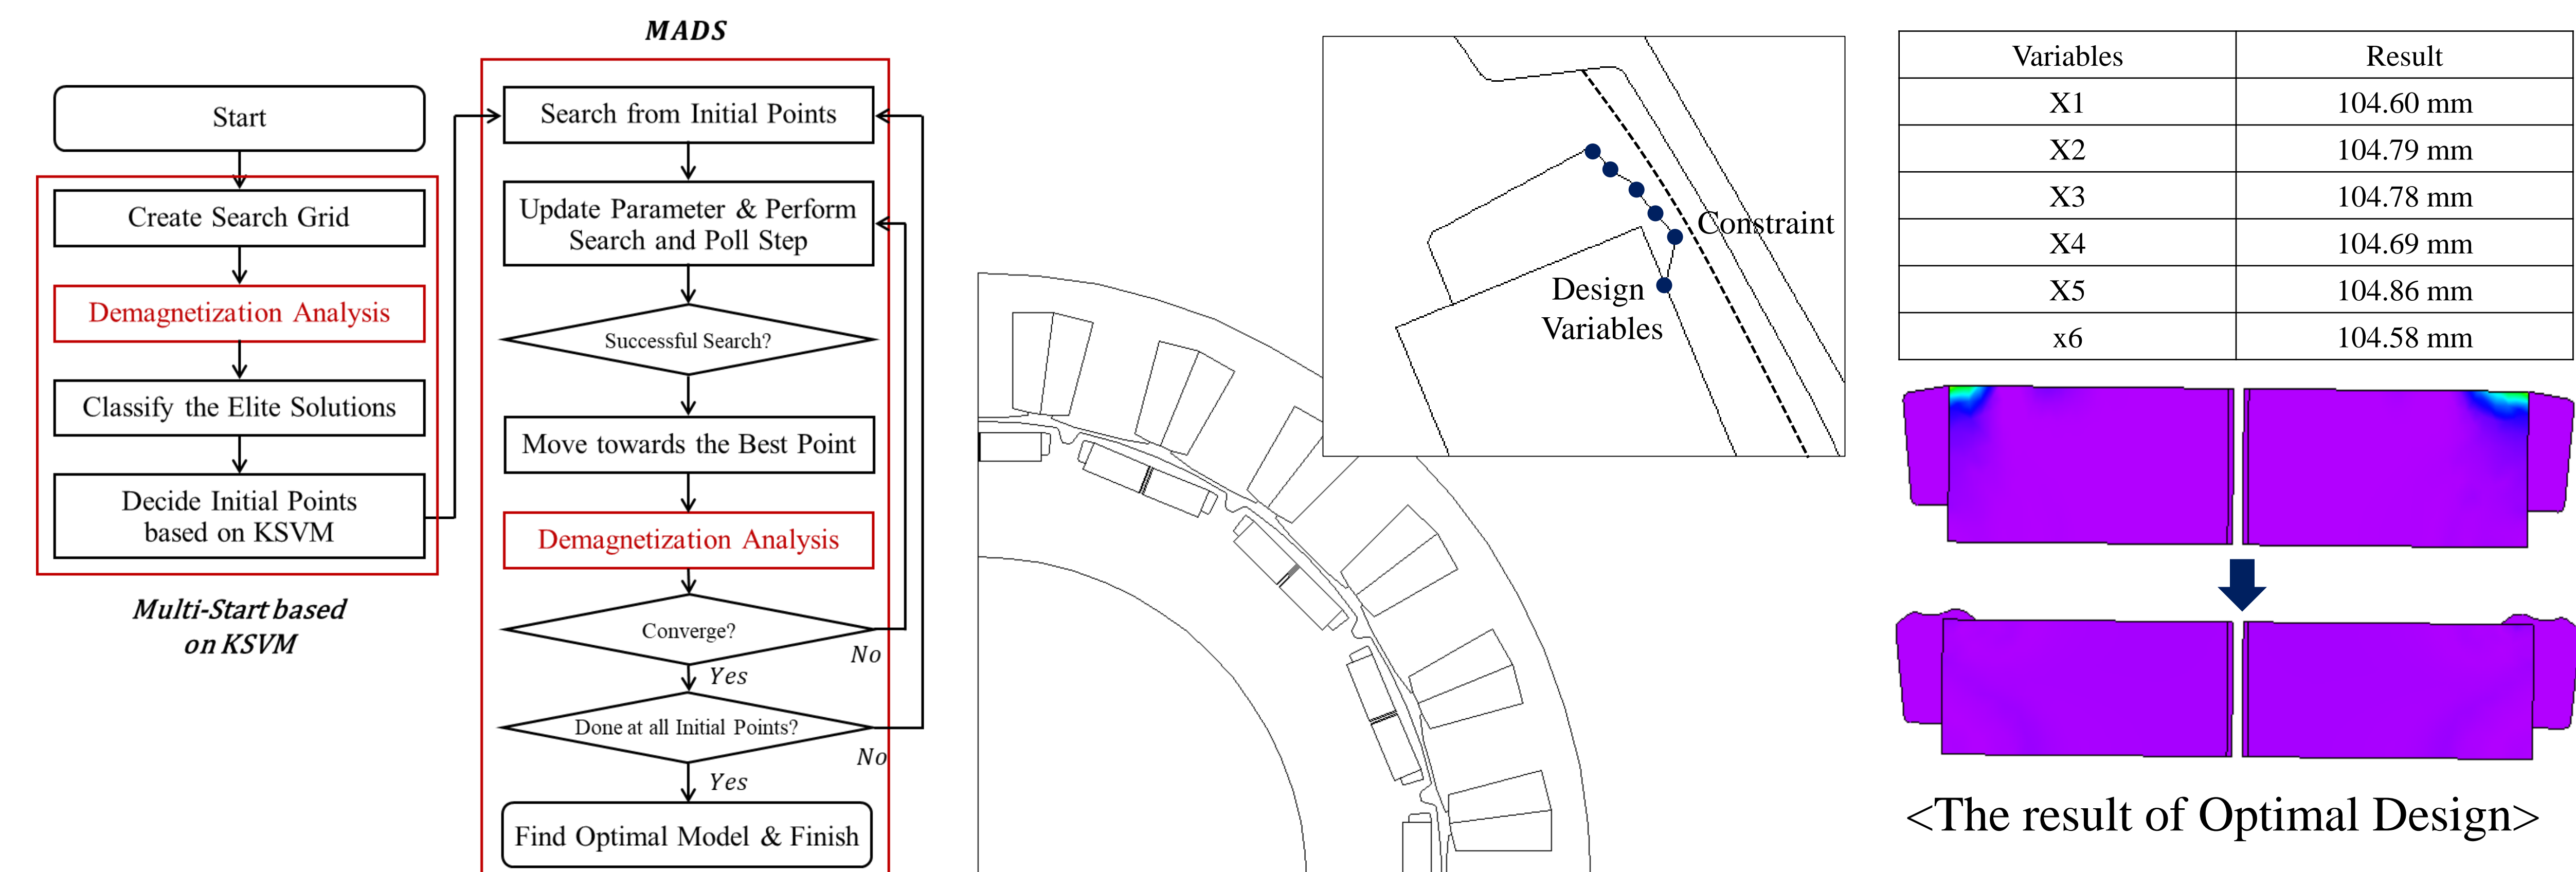 MADS
Start
Create Search Grid
Demagnetization Analysis
Classify the Elite Solutions
Decide Initial Points
based on KSVM
Multi-Start based
on KSVM
Search from Initial Points
Update Parameter & Perform
Search and Poll Step
Successful Search?
Move towards the Best Point
Demagnetization Analysis
Converge?
No
Yes
Done at all Initial Points?
No
Yes
Find Optimal Model & Finish
Constraint
Design
Variables
Variables Result
X1 104.60 mm
X2 104.79 mm
X3 104.78 mm
X4 104.69 mm
X5 104.86 mm
x6 104.58 mm
<The result of Optimal Design>